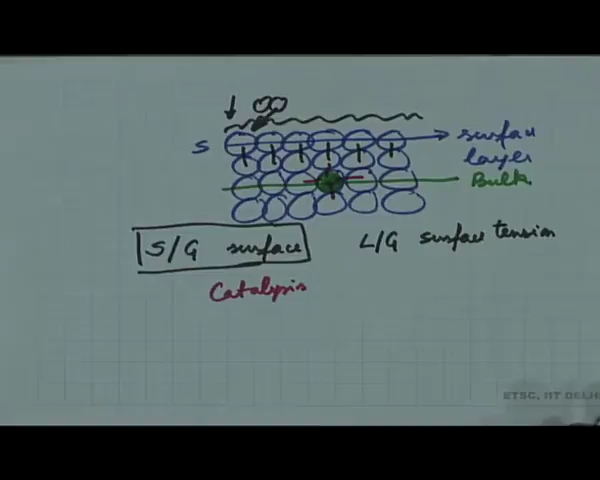 S
surface
layer
Bulk
S/G surface
L/G surface tension
Catalysis
ETSC, IIT DELHI